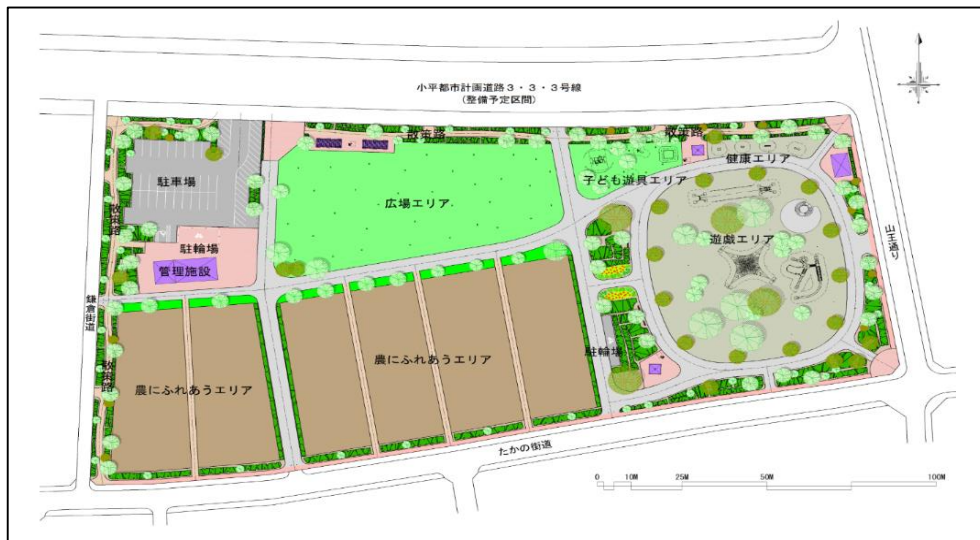 小平都市計画道路3・3・3号線
(整備予定区間)
散策路
散策路
健康エリア
子ども遊具エリア
駐車場
広場エリア
散策路
駐輪場
管理施設
遊戯エリア
山王通り
鎌倉街道
散策路
農にふれあうエリア
農にふれあうエリア
駐輪場
たかの街道
0 10M 25M 50M 100M